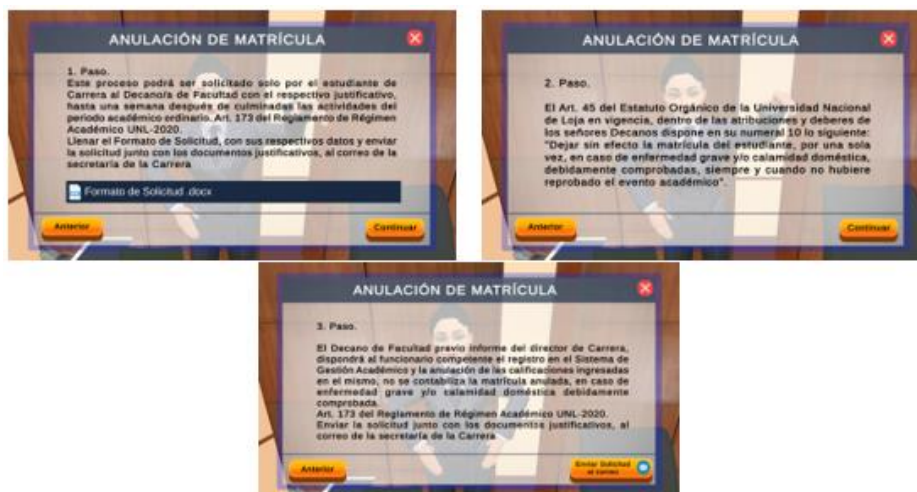 ANULACIÓN DE MATRÍCULA
1. Paso.
Este proceso podrá ser solicitado solo por el estudiante de
Carrera al Decano/a de Facultad con el respectivo justificativo,
hasta una semana después de culminadas las actividades del
periodo académico ordinario. Art. 173 del Reglamento de Régimen
Académico UNL-2020.
Llenar el Formato de Solicitud, con sus respectivos datos y enviar
la solicitud junto con los documentos justificativos, al correo de la
secretaría de la Carrera
Formato de Solicitud .docx
Anterior
Continuar
ANULACIÓN DE MATRÍCULA
2. Paso.
El Art. 45 del Estatuto Orgánico de la Universidad Nacional
de Loja en vigencia, dentro de las atribuciones y deberes de
los señores Decanos dispone en su numeral 10 lo siguiente:
"Dejar sin efecto la matrícula del estudiante, por una sola
vez, en caso de enfermedad grave y/o calamidad doméstica,
debidamente comprobadas, siempre y cuando no hubiere
reprobado el evento académico".
Anterior
Continuar
ANULACIÓN DE MATRÍCULA
3. Paso.
El Decano de Facultad previo informe del director de Carrera,
dispondrá al funcionario competente el registro en el Sistema de
Gestión Académico y la anulación de las calificaciones ingresadas
en el mismo, no se contabiliza la matrícula anulada, en caso de
enfermedad grave y/o calamidad doméstica debidamente
comprobada.
Art. 173 del Reglamento de Régimen Académico UNL-2020.
Enviar la solicitud junto con los documentos justificativos, al
correo de la secretaría de la Carrera
Anterior
Enviar Solicitud
al correo